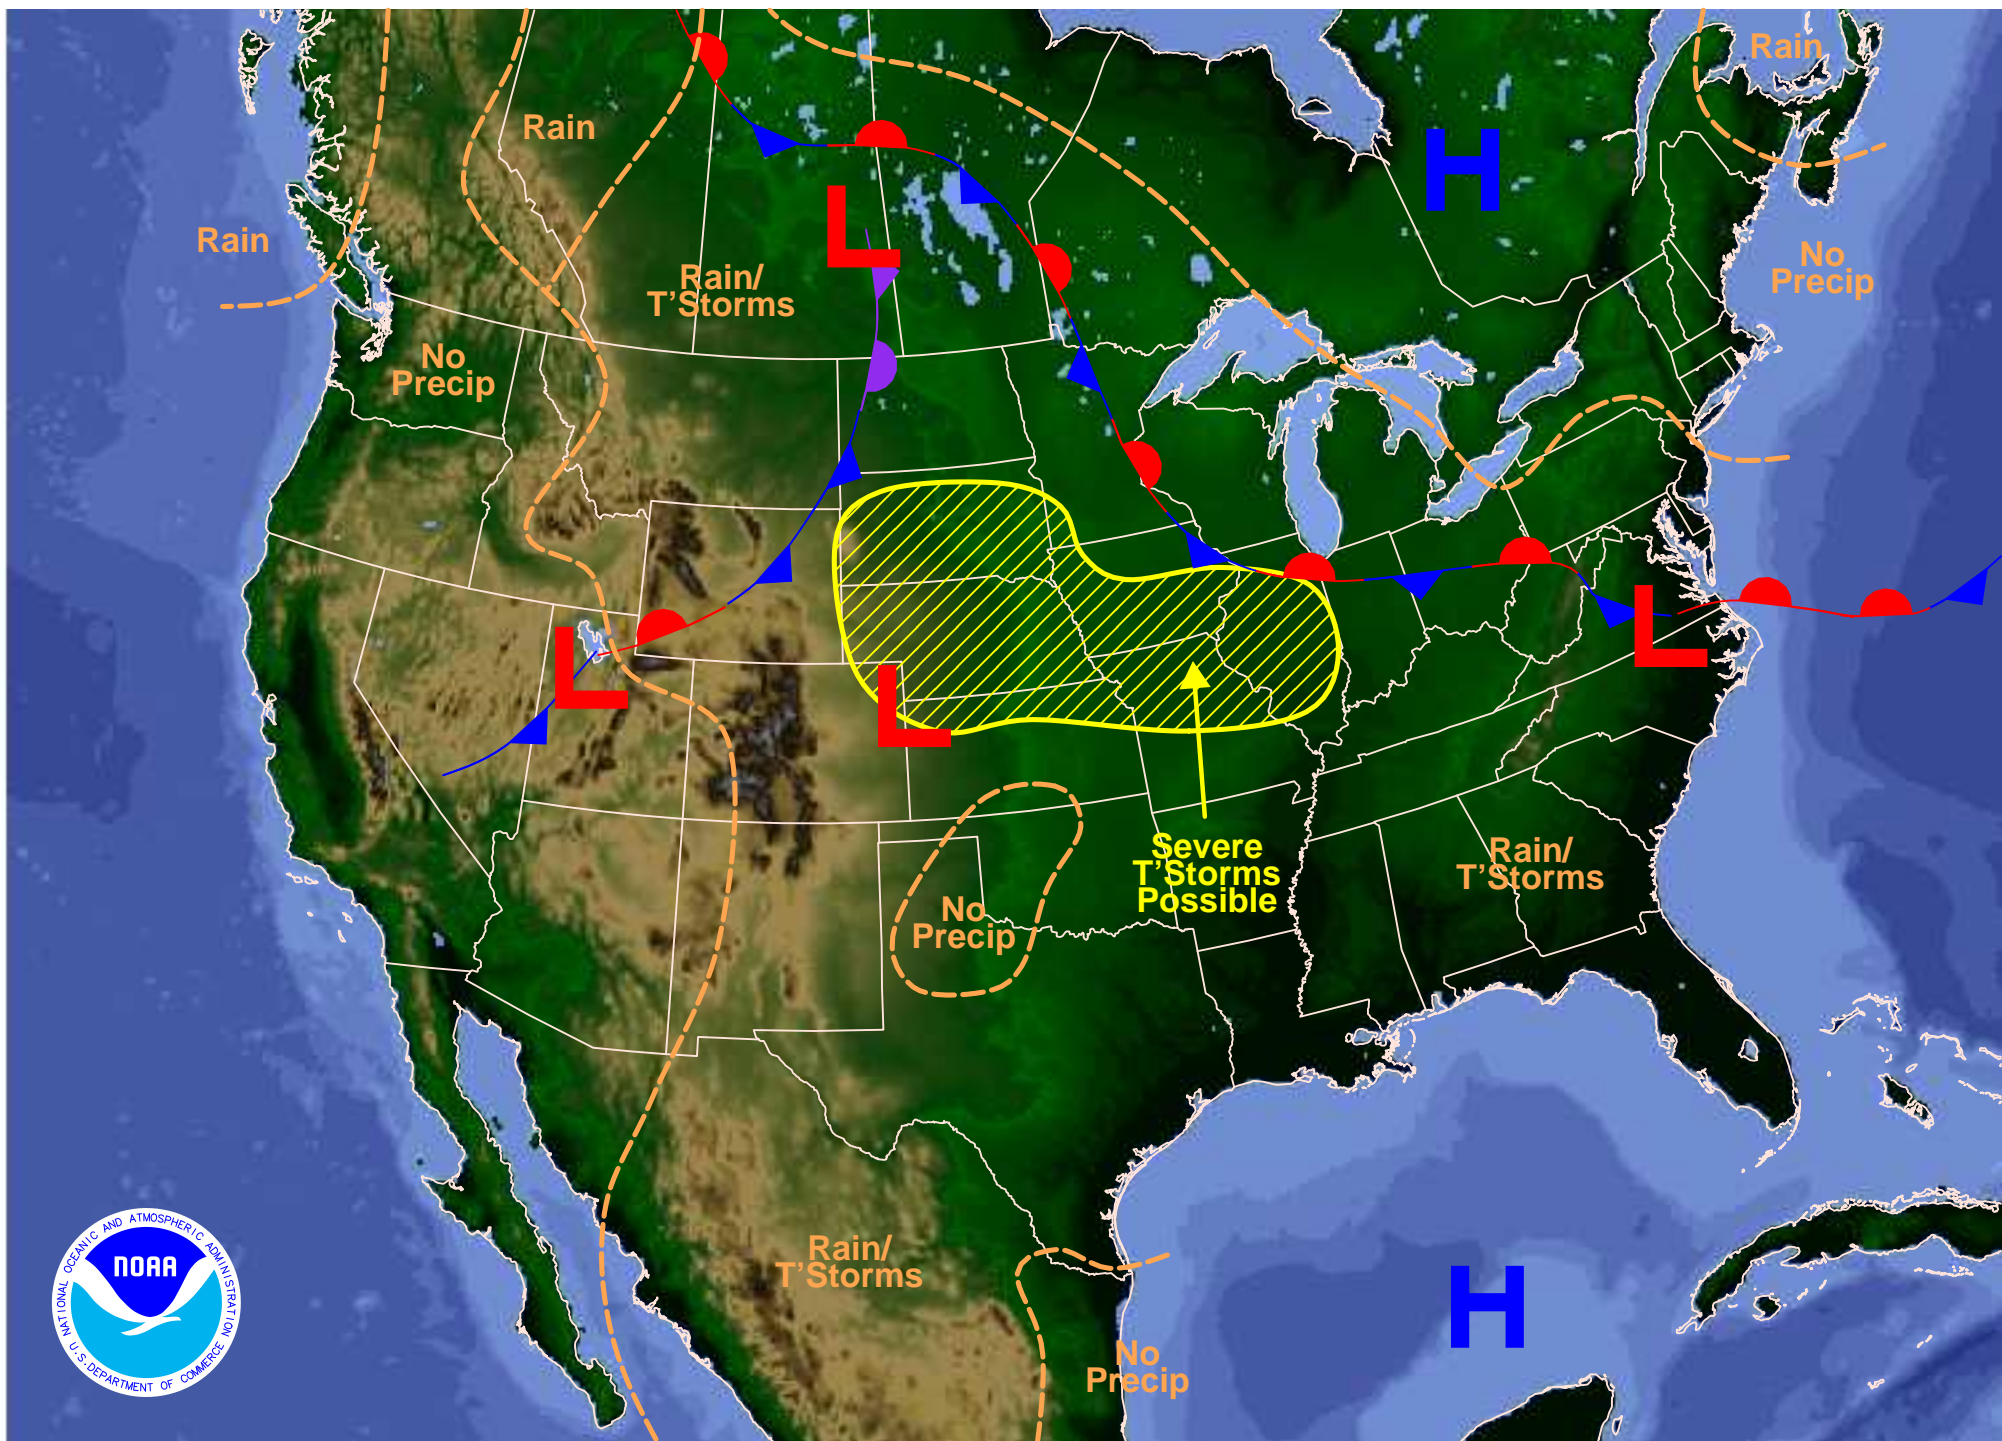 Rain
Rain
H
L
Rain
No
Precip
Rain/
T'Storms
No
Precip
L
L
L
Severe
T'Storms
Possible
Rain/
T'Storms
No
Precip
Rain/
T'Storms
H
No
Precip
NATIONAL OCEANIC AND ATMOSPHERIC ADMINISTRATION
NOAA
U.S. DEPARTMENT OF COMMERCE